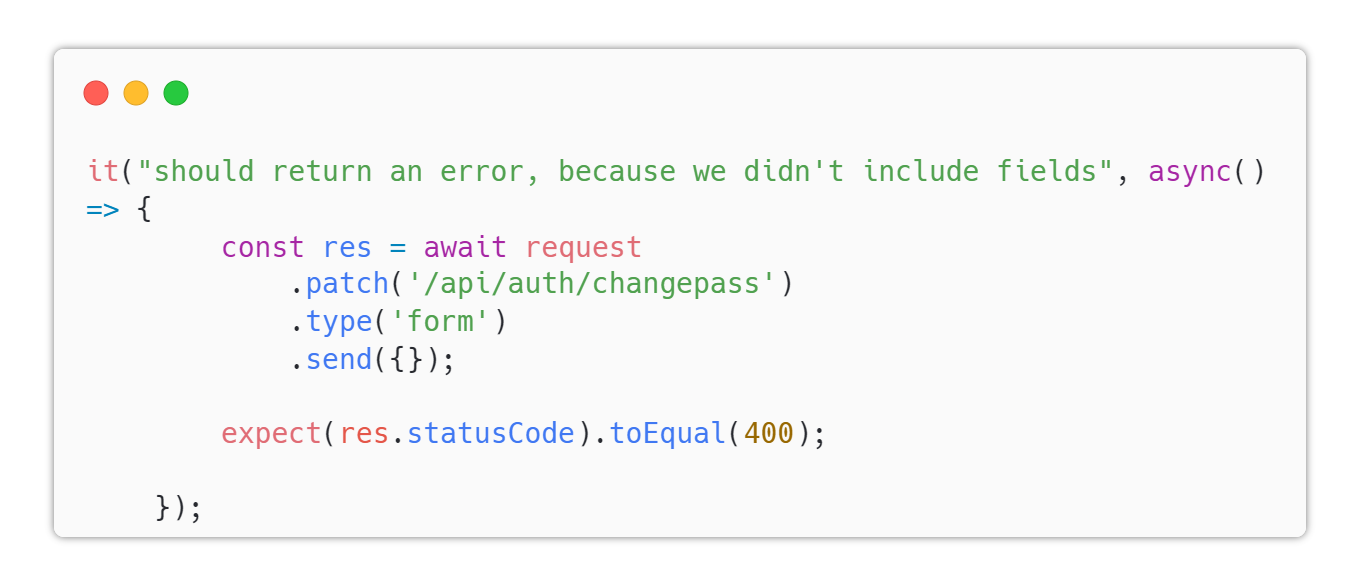 it("should return an error, because we didn't include fields", async()
=> {
        const res = await request
            .patch('/api/auth/changepass')
            .type('form')
            .send({});

        expect(res.statusCode).toEqual(400);

    });